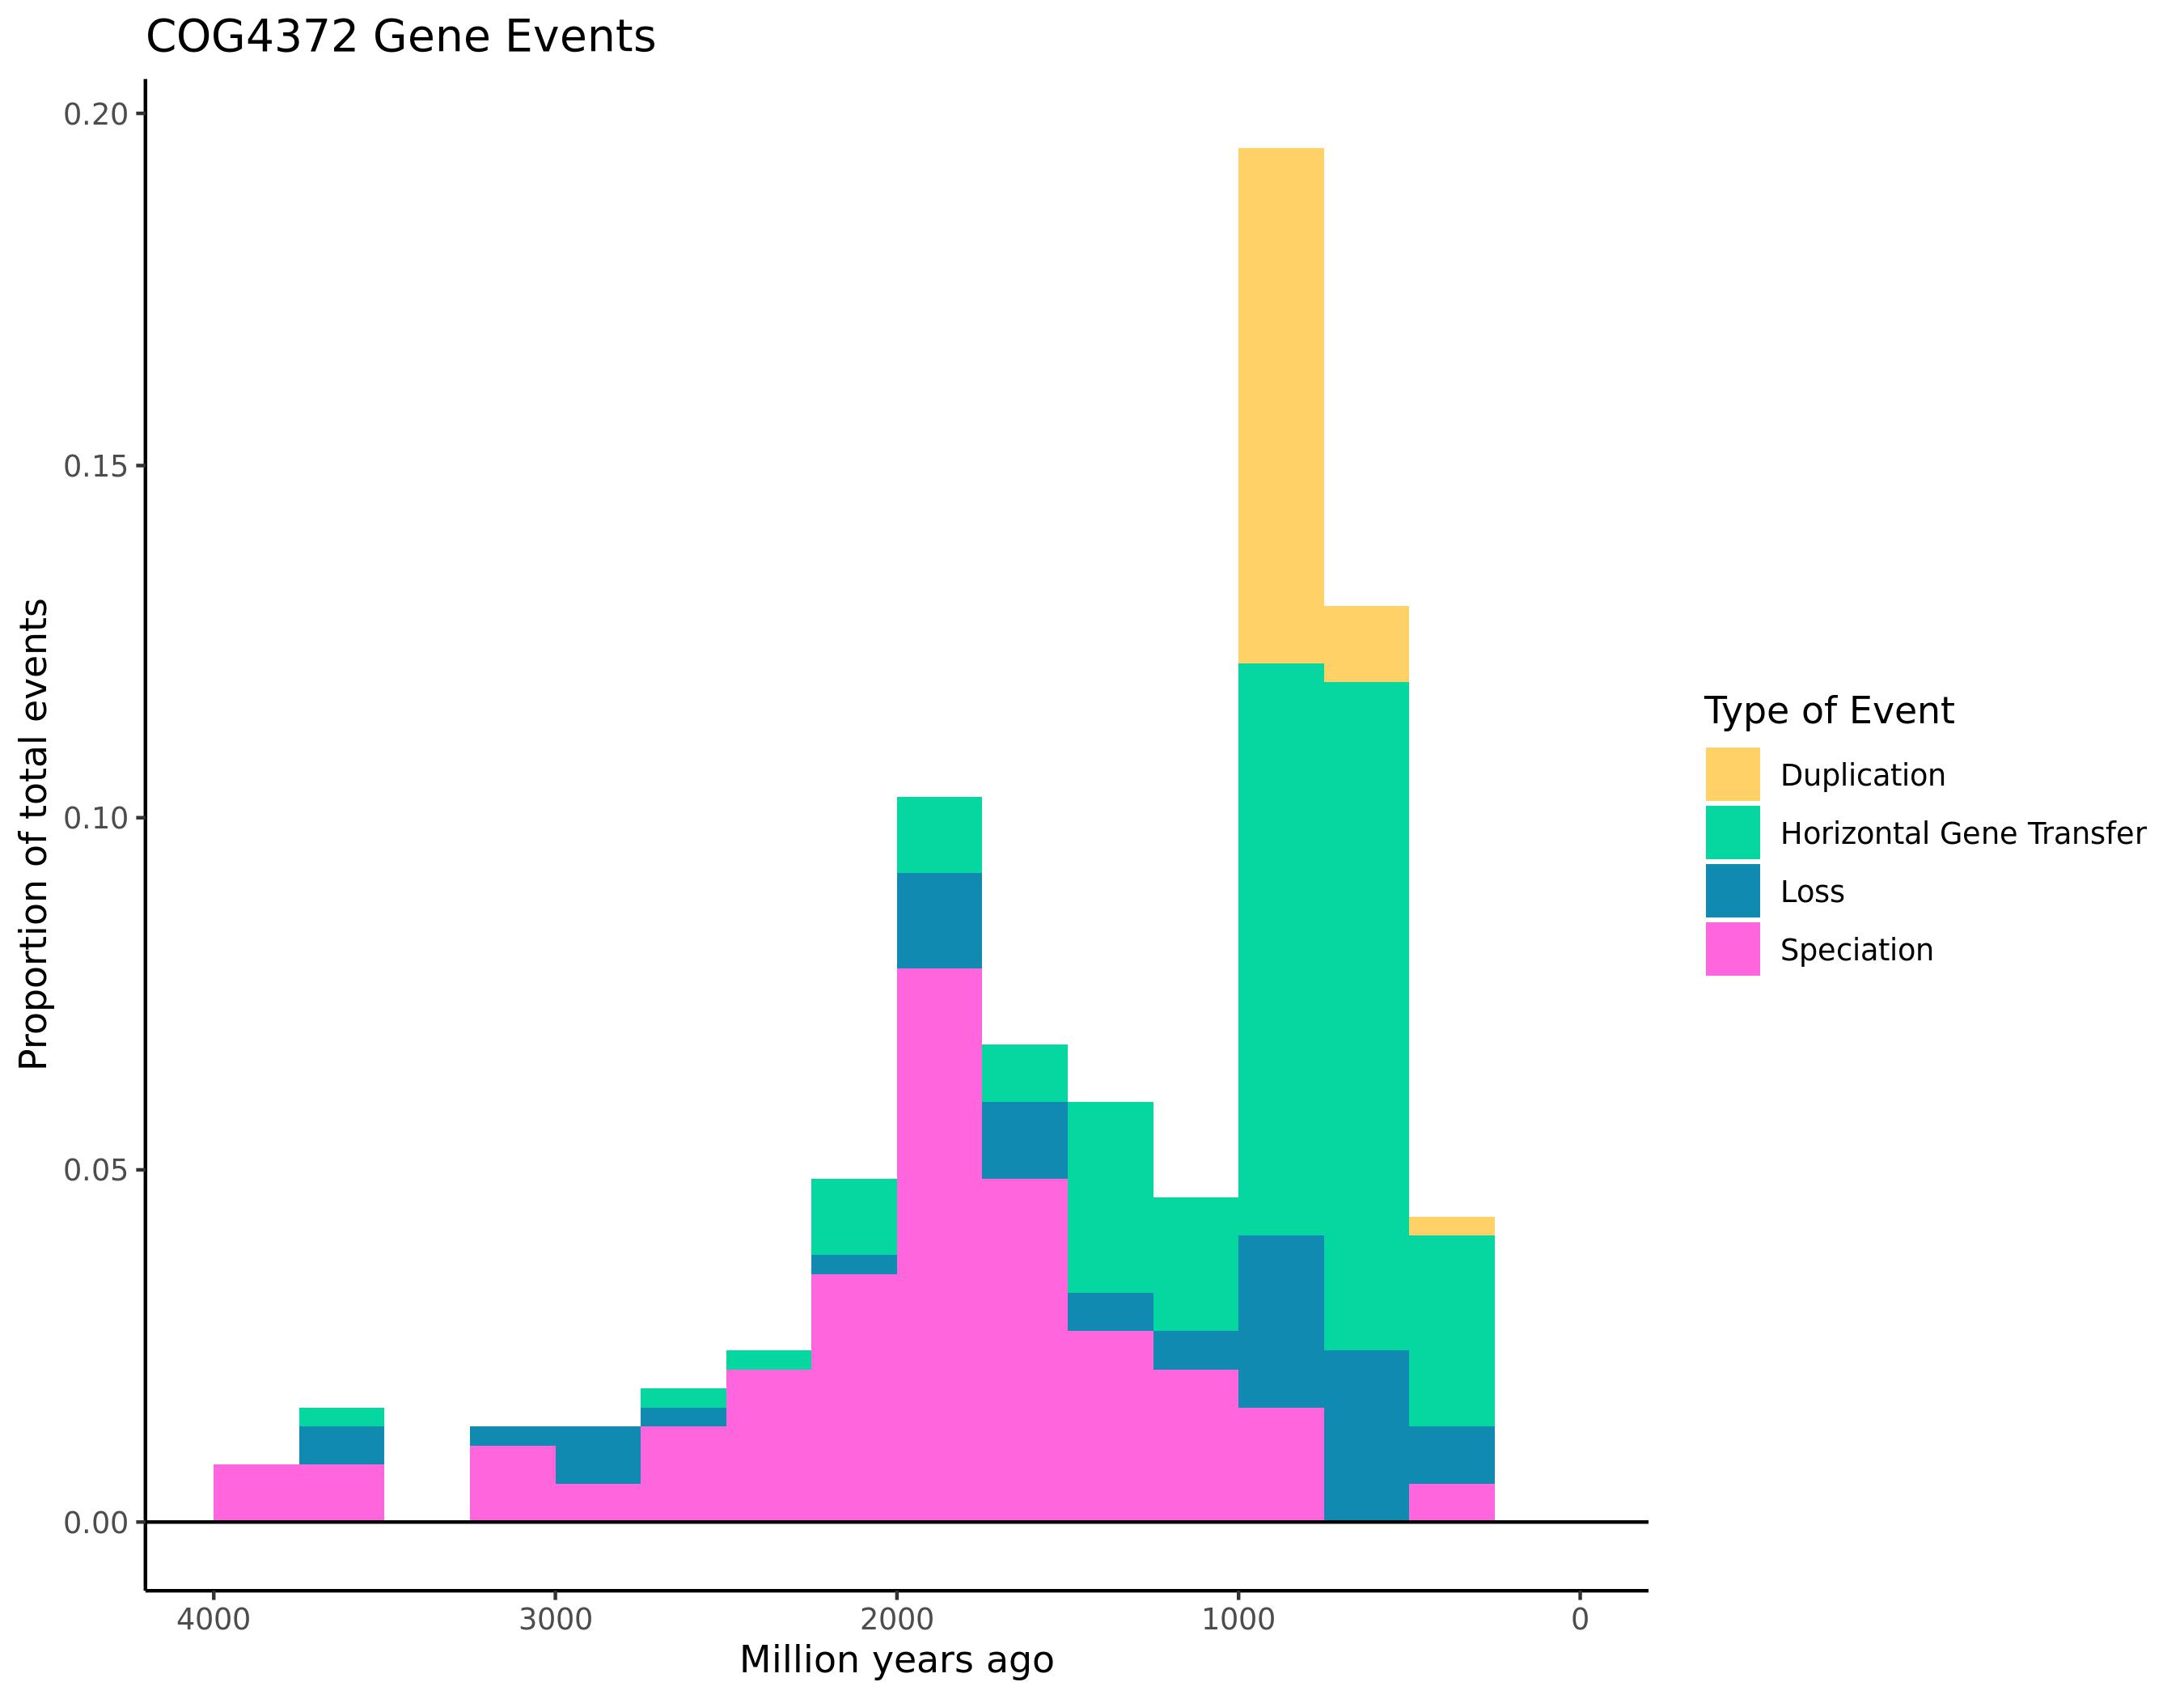 COG4372 Gene Events
0.20
0.15
0.10
0.05
0.00
Proportion of total events
4000 3000 2000 1000 0
Million years ago
Type of Event
Duplication
Horizontal Gene Transfer
Loss
Speciation